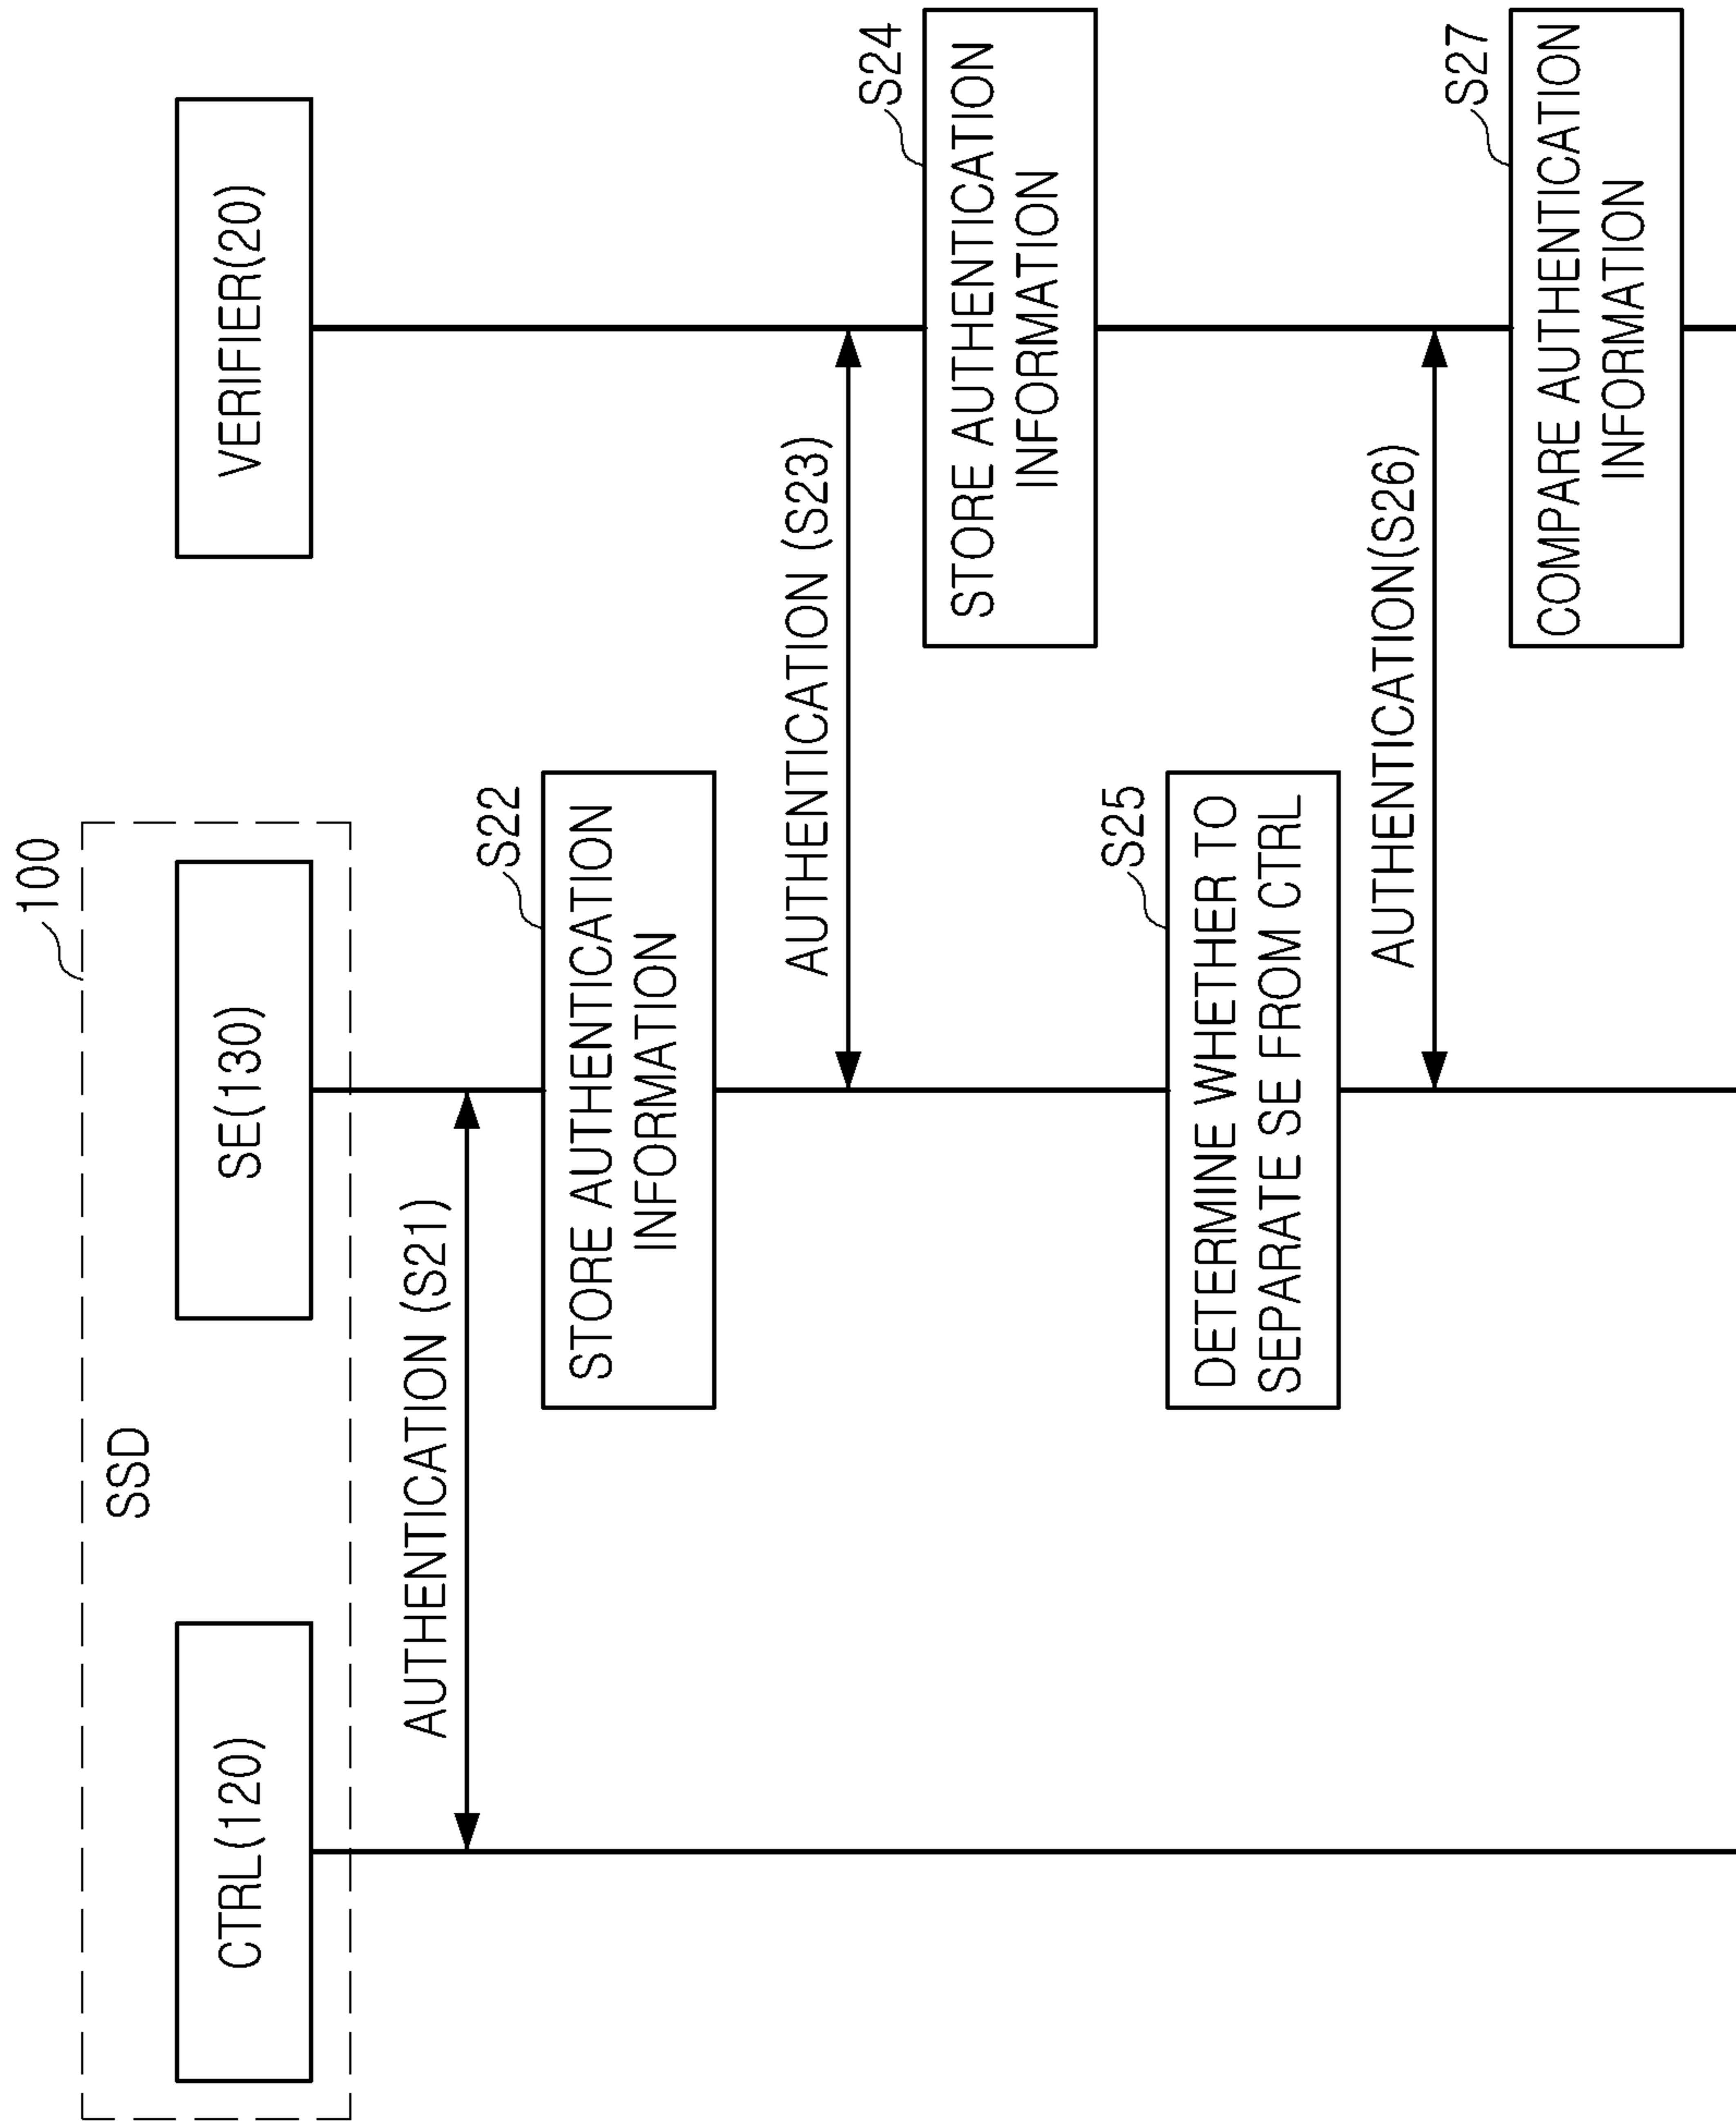 100
SSD
CTRL(120)
SE(130)
VERIFIER(20)
AUTHENTICATION (S21)
S22
STORE AUTHENTICATION
INFORMATION
AUTHENTICATION (S23)
S24
STORE AUTHENTICATION
INFORMATION
S25
DETERMINE WHETHER TO
SEPARATE SE FROM CTRL
AUTHENTICATION(S26)
S27
COMPARE AUTHENTICATION
INFORMATION